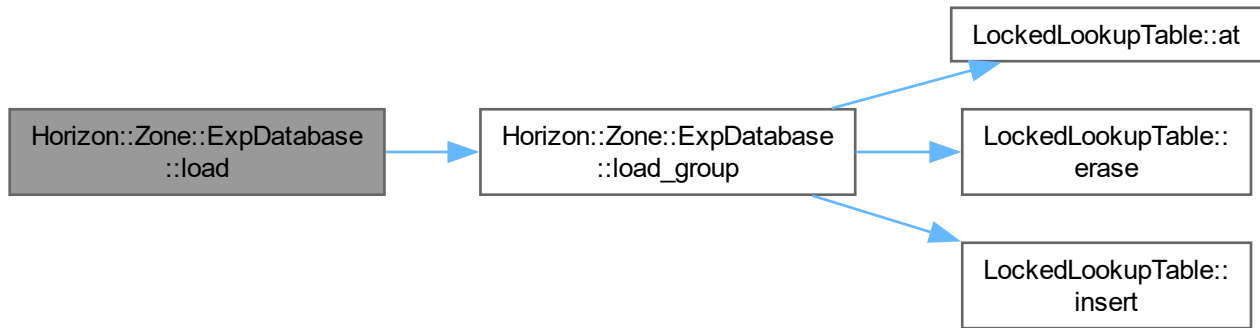 Horizon::Zone::ExpDatabase
::load
Horizon::Zone::ExpDatabase
::load_group
LockedLookupTable::at
LockedLookupTable::
erase
LockedLookupTable::
insert